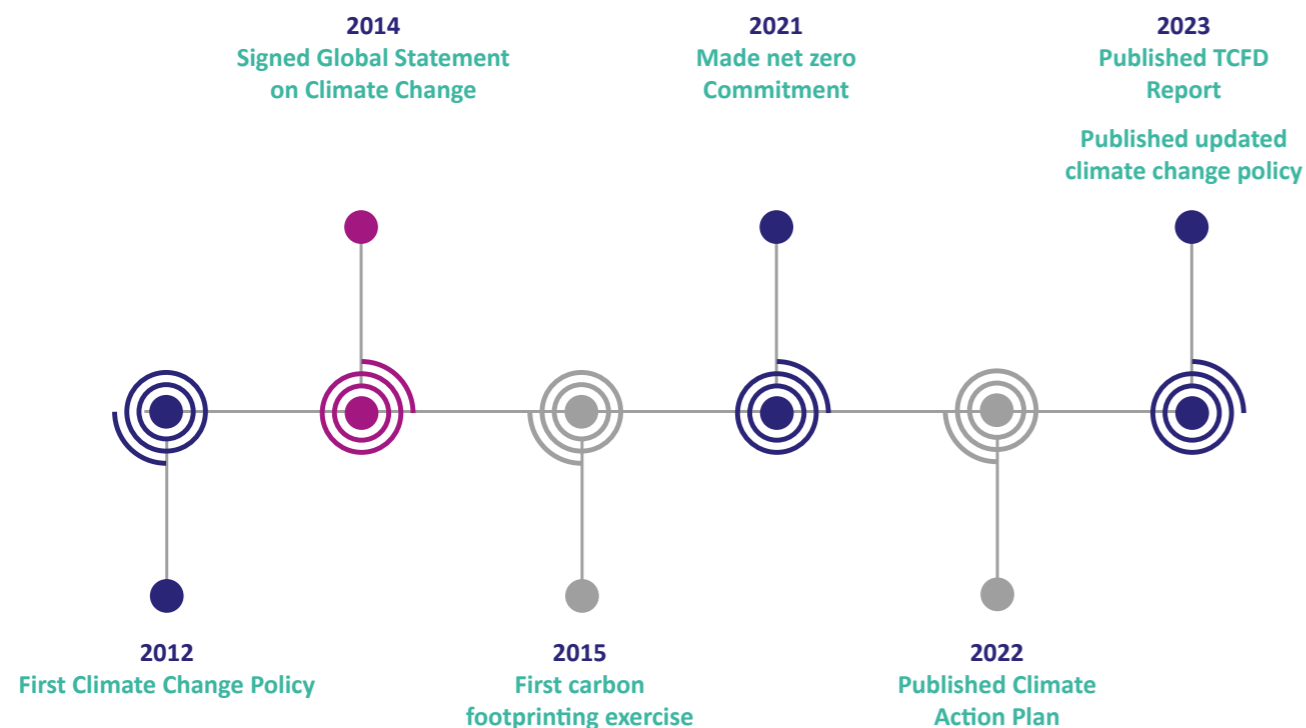 2014
Signed Global Statement
on Climate Change
2021
Made net zero
Commitment
2023
Published TCFD
Report
Published updated
climate change policy
2012
First Climate Change Policy
2015
First carbon
footprinting exercise
2022
Published Climate
Action Plan